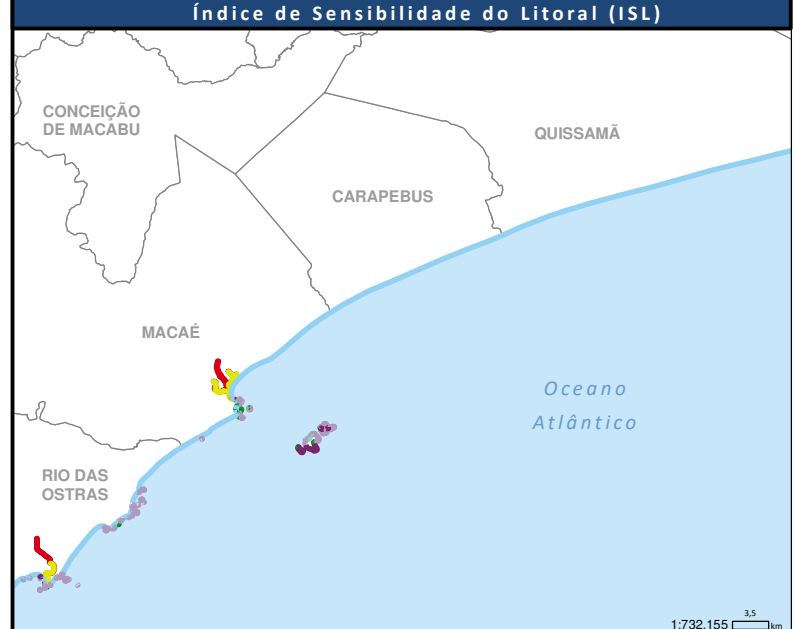 Índice de Sensibilidade do Litoral (ISL)
CONCEIÇÃO
DE MACABU
QUISSAMÃ
CARAPEBUS
MACAÉ
Oceano
Atlântico
RIO DAS
OSTRAS
3,5
1:732.155 km